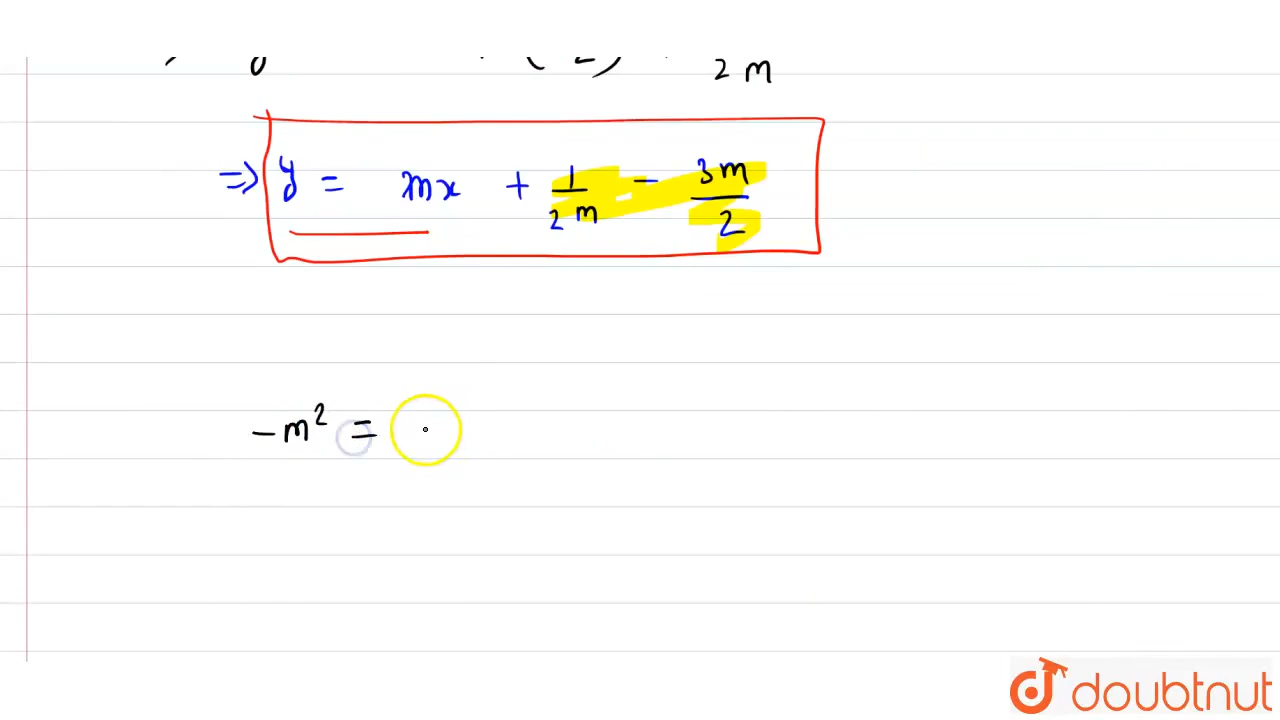 2 m
⇒ y = mx + 1/2m - 3m/2
-m² =
doubtnut